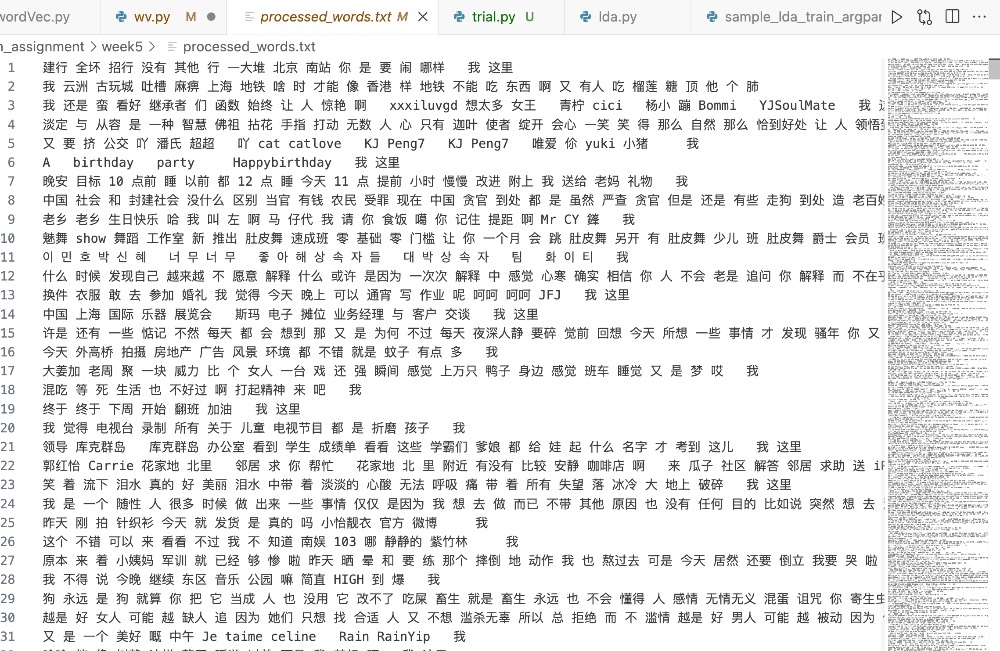 wordVec.py wv.py M processed_words.txt M trial.py U lda.py sample_lda_train_argpar
n_assignment > week5 > processed_words.txt
1 建行 全坏 招行 没有 其他 行 一大堆 北京 南站 你 是 要 闹 哪样 我 这里
2 我 云洲 古玩城 吐槽 麻痹 上海 地铁 啥 时 才能 像 香港 样 地铁 不能 吃 东西 啊 又 有人 吃 榴莲 糖 顶 他 个 肺
3 我 还是 蛮 看好 继承者 们 函数 始终 让 人 惊艳 啊 xxxiluvgd 想太多 女王 青柠 cici 杨小 蹦 Bommi YJSoulMate 我
4 淡定 与 从容 是 一种 智慧 佛祖 拈花 手指 打动 无数 人 心 只有 迦叶 使者 绽开 会心 一笑 笑 得 那么 自然 那么 恰到好处 让 人 领悟
5 又 要 挤 公交 吖 潘氏 超超 吖 cat catlove KJ Peng7 KJ Peng7 唯爱 伱 yuki 小猪 我
6 A birthday party Happybirthday 我 这里
7 晚安 目标 10 点前 睡 以前 都 12 点 睡 今天 11 点 提前 小时 慢慢 改进 附上 我 送给 老妈 礼物 我
8 中国 社会 和 封建社会 没什么 区别 当官 有钱 农民 受罪 现在 中国 贪官 到处 都 是 虽然 严查 贪官 但是 还是 有些 走狗 到处 造 老百
9 老乡 老乡 生日快乐 哈 我 叫 左 啊 马 仔代 我 请 你 食饭 噶 你 记住 提距 啊 Mr CY 鋒 我
10 魅舞 show 舞蹈 工作室 新 推出 肚皮舞 速成班 零 基础 零 门槛 让 你 一个月 会 跳 肚皮舞 另开 有 肚皮舞 少儿 班 肚皮舞 爵士 会员
11 이 민 호 박 신 혜 너 무 너 무 좋 아 해 상 속 자 들 대 박 상 속 자 팀 화 이 티 我
12 什么 时候 发现自己 越来越 不 愿意 解释 什么 或许 是因为 一次次 解释 中 感觉 心寒 确实 相信 你 人 不会 老是 追问 你 解释 而 不在乎
13 换件 衣服 敢 去 参加 婚礼 我 觉得 今天 晚上 可以 通宵 写 作业 呢 呵呵 呵呵 JFJ 我 这里
14 中国 上海 国际 乐器 展览会 斯玛 电子 摊位 业务经理 与 客户 交谈 我 这里
15 许是 还有 一些 惦记 不然 每天 都 会 想到 那 又 是 为何 不过 每天 夜深人静 要碎 觉前 回想 今天 所想 一些 事情 才 发现 骚年 你 又
16 今天 外高桥 拍摄 房地产 广告 风景 环境 都 不错 就是 蚊子 有点 多 我
17 大姜加 老周 聚 一块 威力 比 个 女人 一台 戏 还 强 瞬间 感觉 上万只 鸭子 身边 感觉 班车 睡觉 又 是 梦 哎 我
18 混吃 等 死 生活 也 不好过 啊 打起精神 来 吧 我
19 终于 终于 下周 开始 翻班 加油 我 这里
20 我 觉得 电视台 录制 所有 关于 儿童 电视节目 都 是 折磨 孩子 我
21 领导 库克群岛 库克群岛 办公室 看到 学生 成绩单 看看 这些 学霸们 爹娘 都 给 娃 起 什么 名字 才 考到 这儿 我 这里
22 郭红怡 Carrie 花家地 北里 邻居 求 你 帮忙 花家地 北 里 附近 有没有 比较 安静 咖啡店 啊 来 瓜子 社区 解答 邻居 求助 送
23 笑 着 流下 泪水 真的 好 美丽 泪水 中带 着 淡淡的 心酸 无法 呼吸 痛 带 着 所有 失望 落 冰冷 大 地上 破碎 我 这里
24 我 是 一个 随性 人 很多 时候 做 出来 一些 事情 仅仅 是因为 我 想 去 做 而已 不带 其他 原因 也 没有 任何 目的 比如说 突然 想 去
25 昨天 刚 拍 针织衫 今天 就 发货 是 真的 吗 小怡靓衣 官方 微博 我
26 这个 不错 可以 来 看看 不过 我 不 知道 南娱 103 哪 静静的 紫竹林 我
27 原本 来 着 小姨妈 军训 就 已经 够 惨 啦 昨天 晒 晕 和 要 练 那个 摔倒 地 动作 我 也 熬过去 可是 今天 居然 还要 倒立 我要 哭 啦
28 我 不得 说 今晚 继续 东区 音乐 公园 嘛 简直 HIGH 到 爆 我
29 狗 永远 是 狗 就算 你 把 它 当成 人 也 没用 它 改不了 吃屎 畜生 就是 畜生 永远 也 不会 懂得 人 感情 无情无义 混蛋 诅咒 你 寄生
30 越是 好 女人 可能 越 缺人 追 因为 她们 只想 找 合适 人 又 不想 滥杀无辜 所以 总 拒绝 而 不 滥情 越是 好 男人 可能 越 被动 因为
31 又 是 一个 美好 嘅 中午 Je taime celine Rain RainYip 我